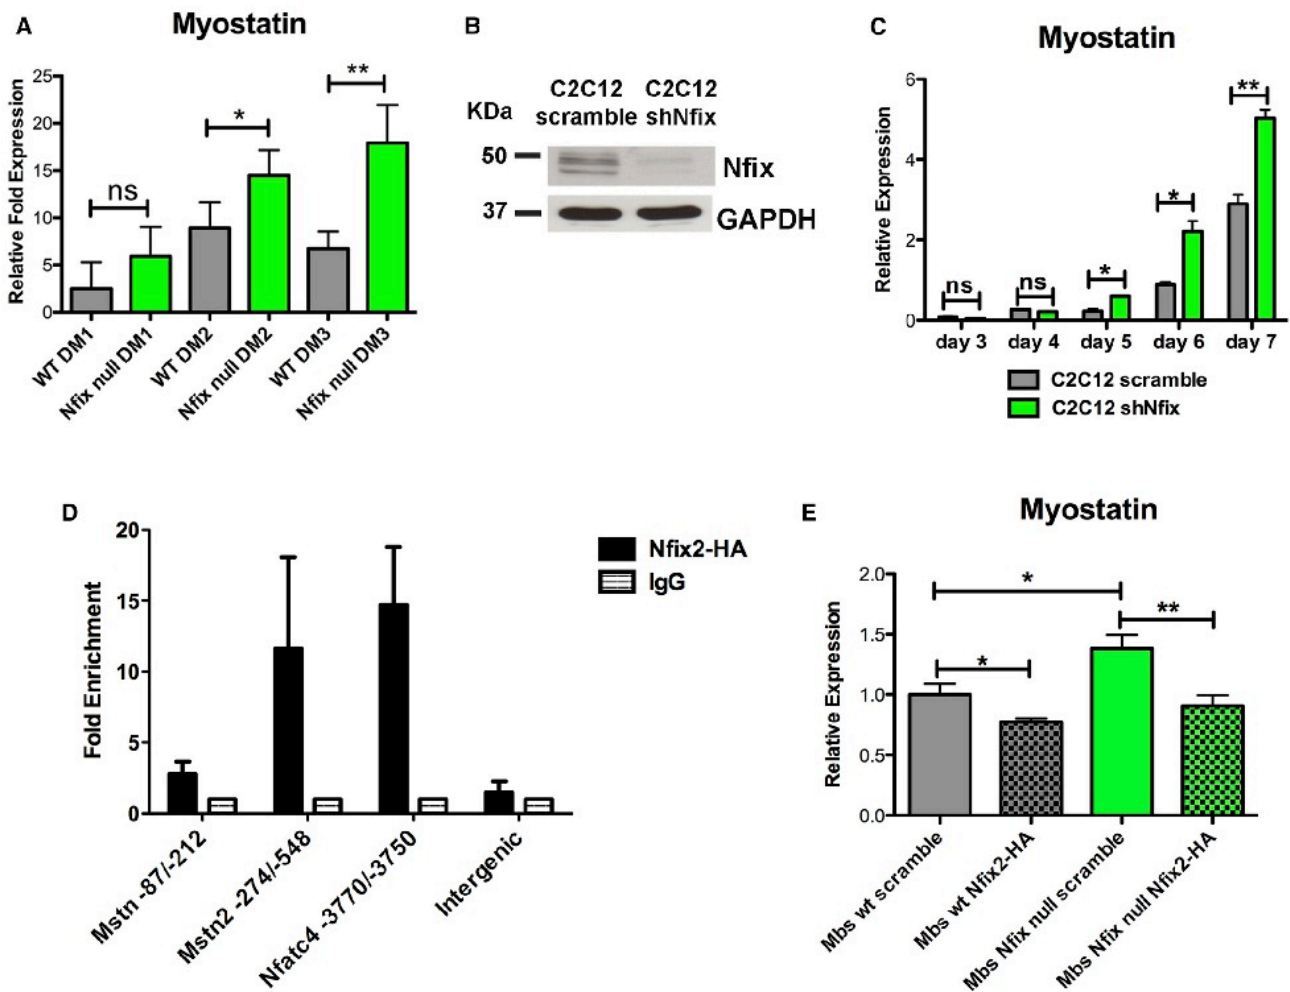 A
Myostatin
Relative Fold Expression
25
20
15
10
5
0
ns
*
**
WT DM1
Nfix null DM1
WT DM2
Nfix null DM2
WT DM3
Nfix null DM3
B
KDa
C2C12 scramble
C2C12 shNfix
50
Nfix
37
GAPDH
C
Myostatin
Relative Expression
6
4
2
0
ns
ns
*
*
**
day 3
day 4
day 5
day 6
day 7
C2C12 scramble
C2C12 shNfix
D
Fold Enrichment
20
15
10
5
0
Nfix2-HA
IgG
Mstn -87/-212
Mstn2 -274/-548
Nfatc4 -3770/-3750
Intergenic
E
Myostatin
Relative Expression
2.0
1.5
1.0
0.5
0.0
*
**
*
Mbs wt scramble
Mbs wt Nfix2-HA
Mbs Nfix null scramble
Mbs Nfix null Nfix2-HA